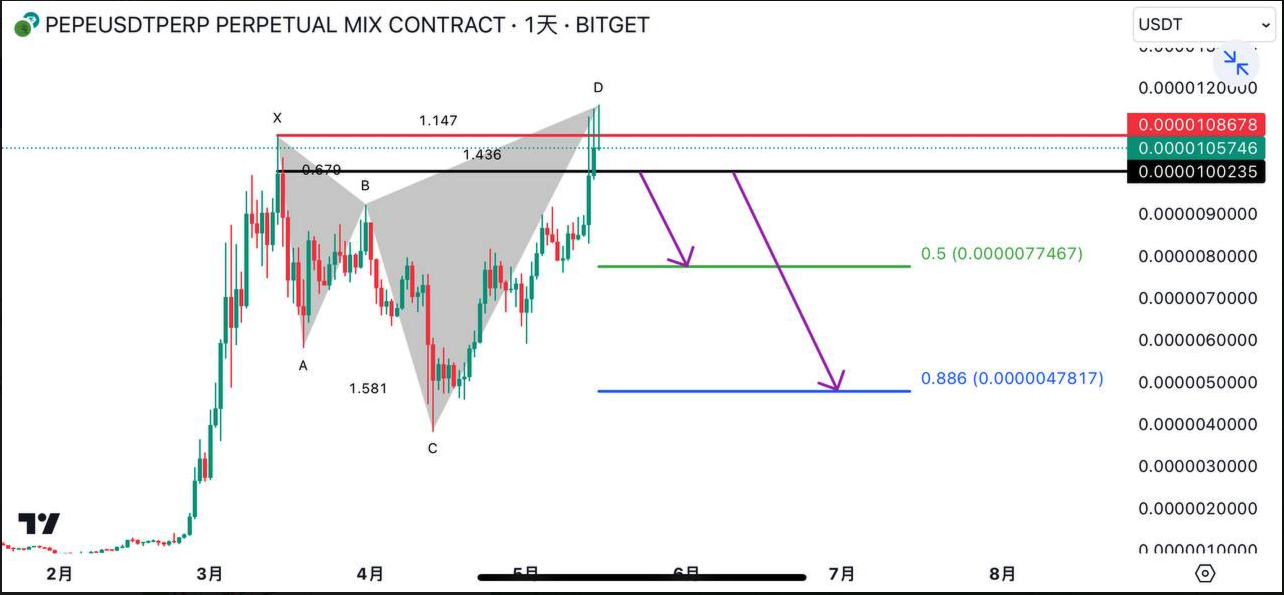 PEPEUSDTPERP PERPETUAL MIX CONTRACT · 1天 · BITGET
USDT
0.0000120000
D
X
1.147
0.0000108678
1.436
0.0000105746
0.679
0.0000100235
B
0.0000090000
0.5 (0.0000077467)
0.0000080000
0.0000070000
0.0000060000
A
1.581
0.886 (0.0000047817)
0.0000050000
0.0000040000
C
0.0000030000
0.0000020000
0.0000010000
2月
3月
4月
5月
6月
7月
8月